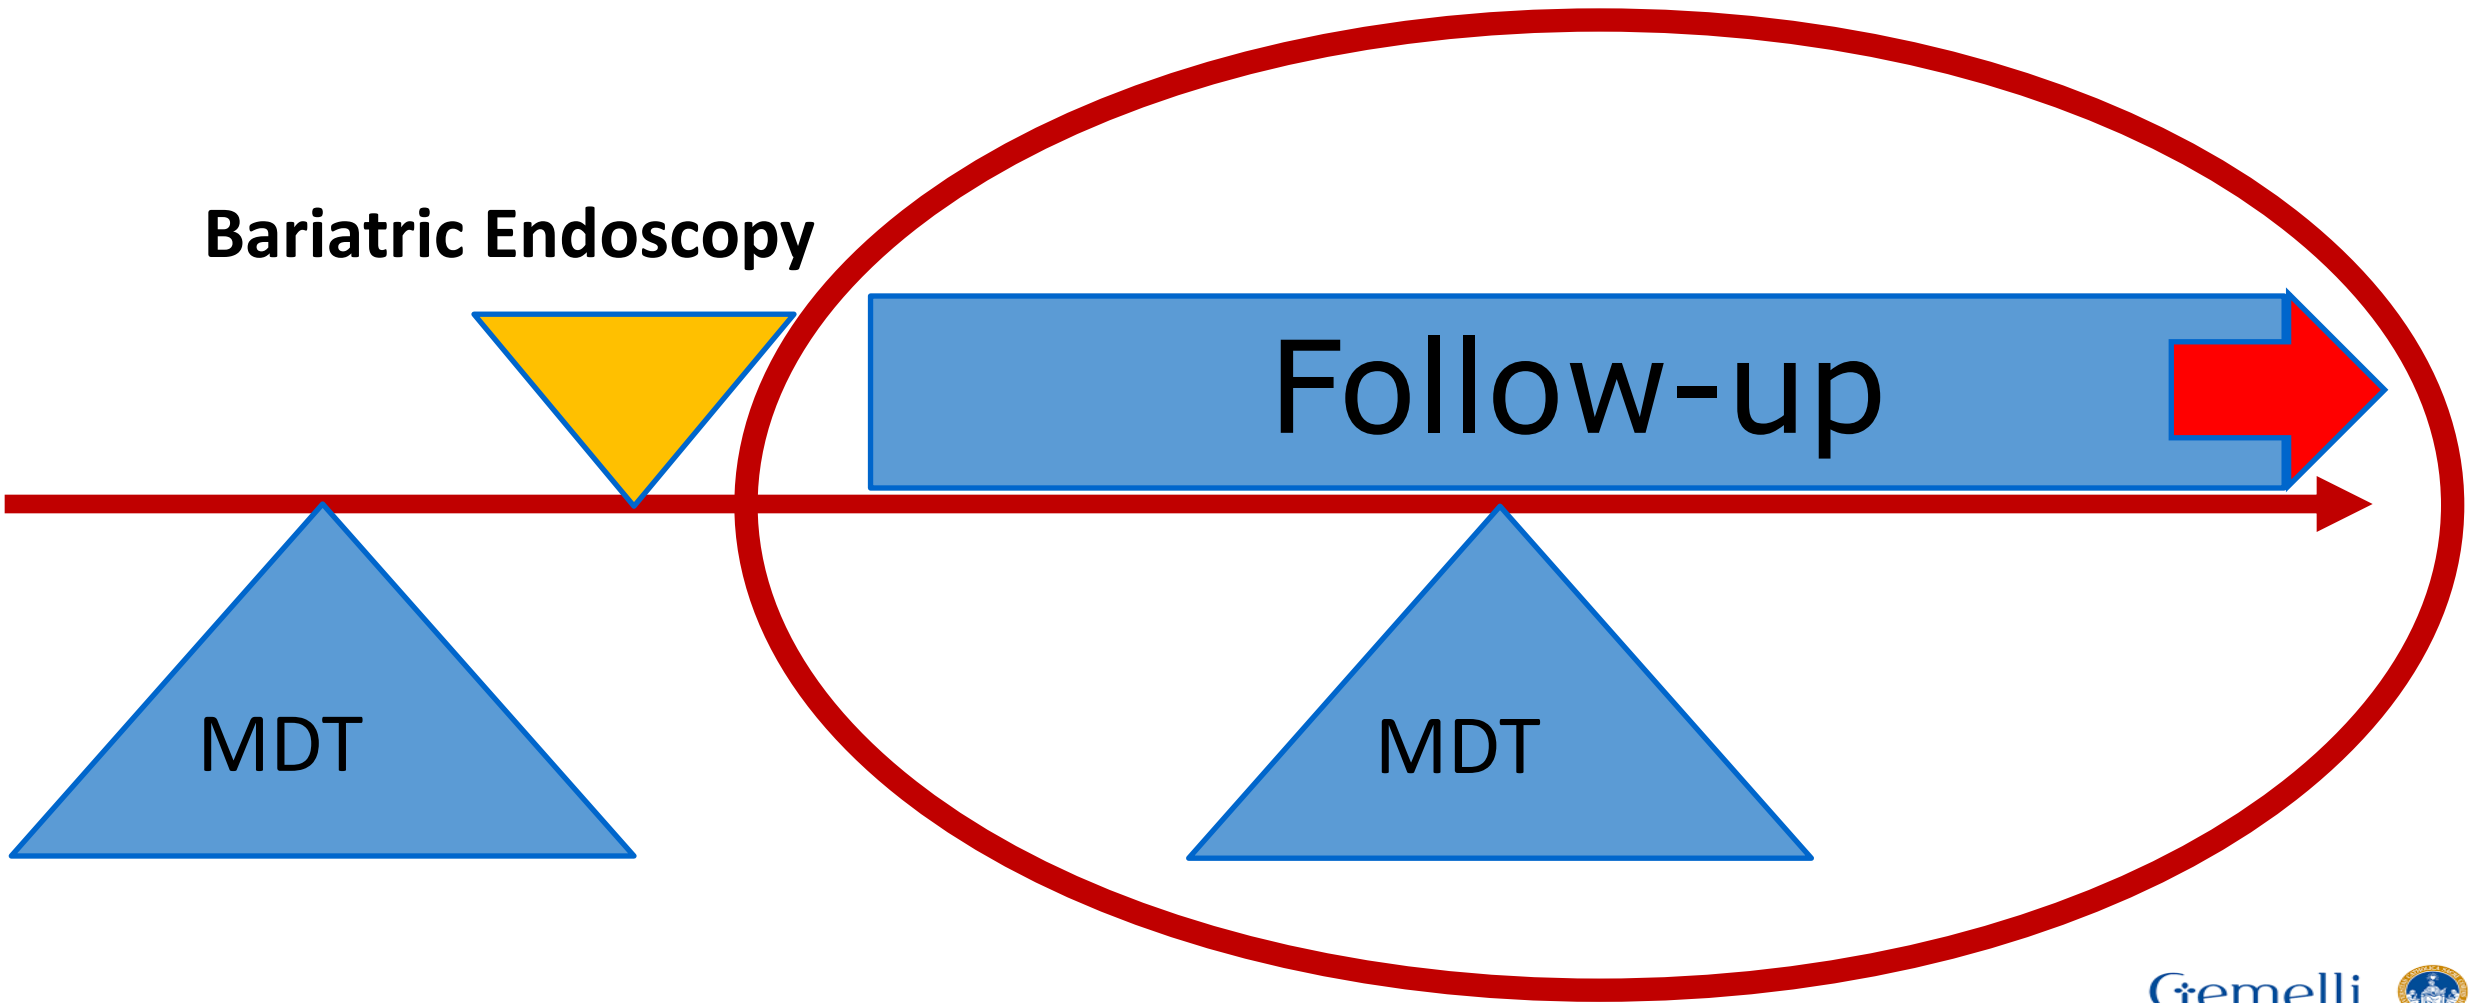 Bariatric Endoscopy
Follow-up
MDT
MDT
Gemelli